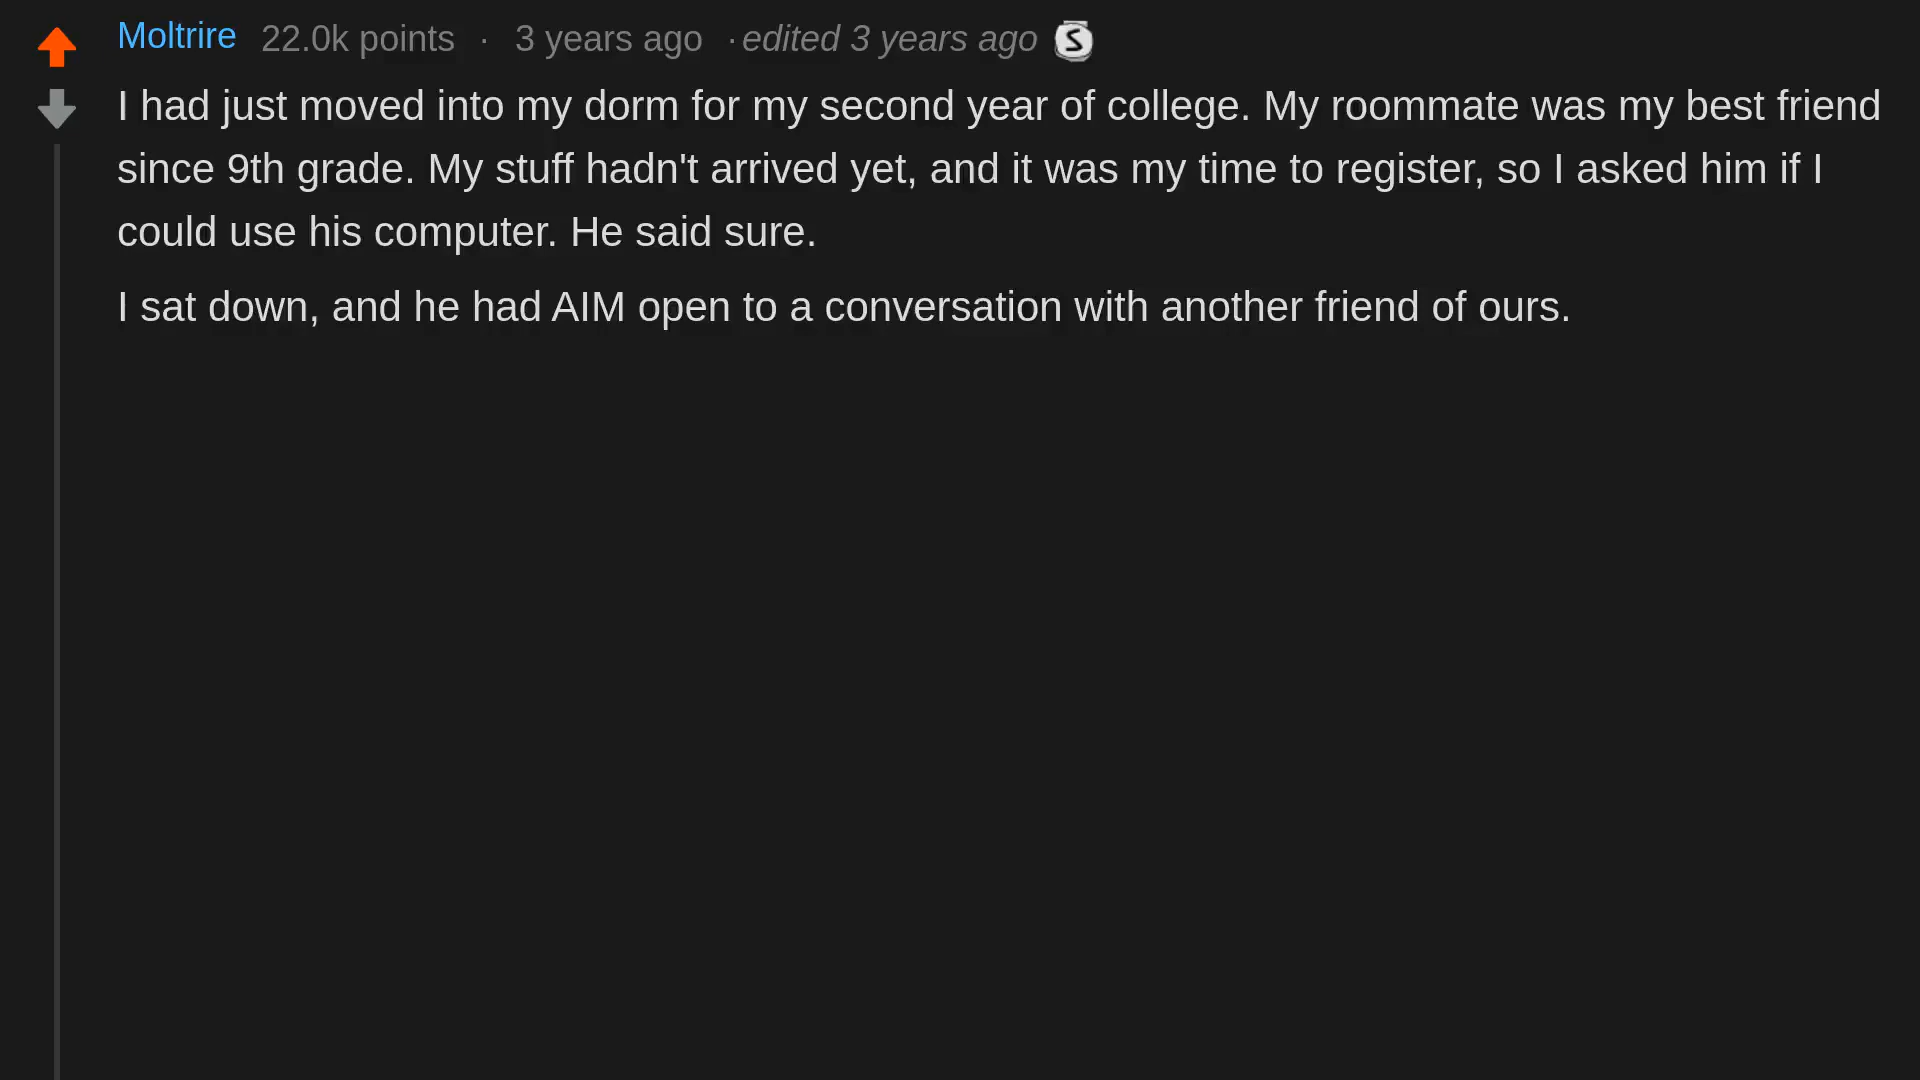 Moltrire 22.0k points · 3 years ago · edited 3 years ago S
I had just moved into my dorm for my second year of college. My roommate was my best friend
since 9th grade. My stuff hadn't arrived yet, and it was my time to register, so I asked him if I
could use his computer. He said sure.
I sat down, and he had AIM open to a conversation with another friend of ours.